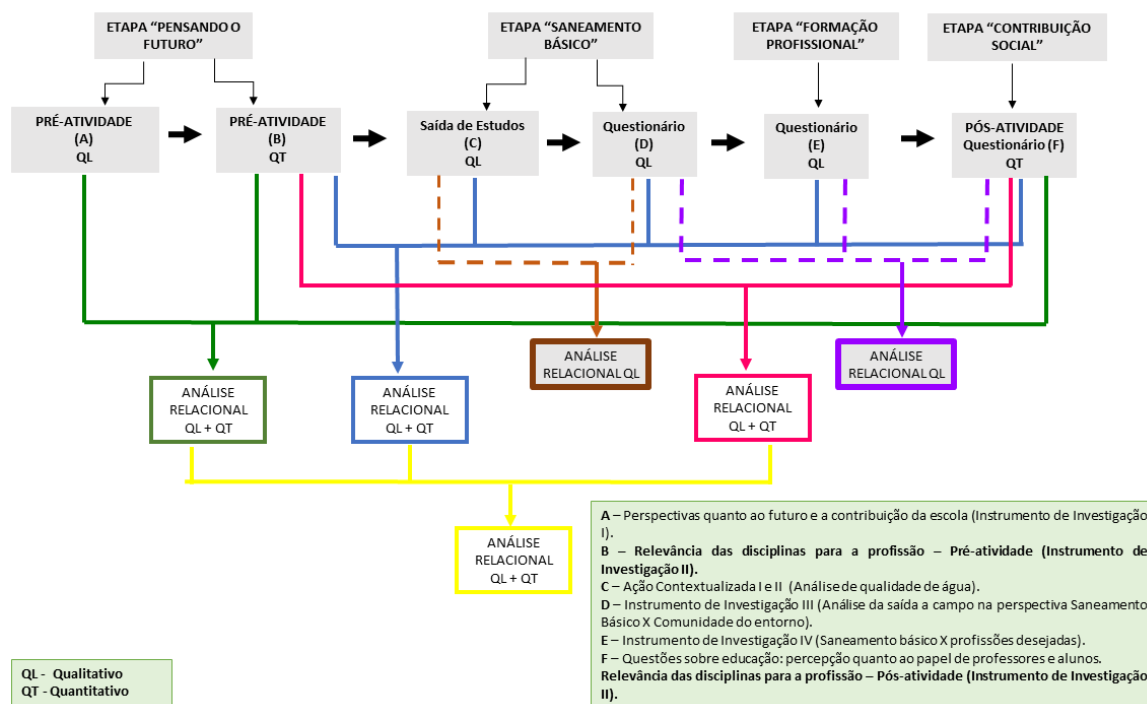 ETAPA “PENSANDO O
FUTURO”
ETAPA “SANEAMENTO
BÁSICO”
ETAPA “FORMAÇÃO
PROFISSIONAL”
ETAPA “CONTRIBUIÇÃO
SOCIAL”
PRÉ-ATIVIDADE
(A)
QL
PRÉ-ATIVIDADE
(B)
QT
Saída de Estudos
(C)
QL
Questionário
(D)
QL
Questionário
(E)
QL
PÓS-ATIVIDADE
Questionário (F)
QT
ANÁLISE
RELACIONAL QL
ANÁLISE
RELACIONAL QL
ANÁLISE
RELACIONAL
QL + QT
ANÁLISE
RELACIONAL
QL + QT
ANÁLISE
RELACIONAL
QL + QT
ANÁLISE
RELACIONAL
QL + QT
A – Perspectivas quanto ao futuro e a contribuição da escola (Instrumento de Investigação
I).
B – Relevância das disciplinas para a profissão – Pré-atividade (Instrumento de
Investigação II).
C – Ação Contextualizada I e II (Análise de qualidade de água).
D – Instrumento de Investigação III (Análise da saída a campo na perspectiva Saneamento
Básico X Comunidade do entorno).
E – Instrumento de Investigação IV (Saneamento básico X profissões desejadas).
F – Questões sobre educação: percepção quanto ao papel de professores e alunos.
Relevância das disciplinas para a profissão – Pós-atividade (Instrumento de Investigação
II).
QL - Qualitativo
QT - Quantitativo